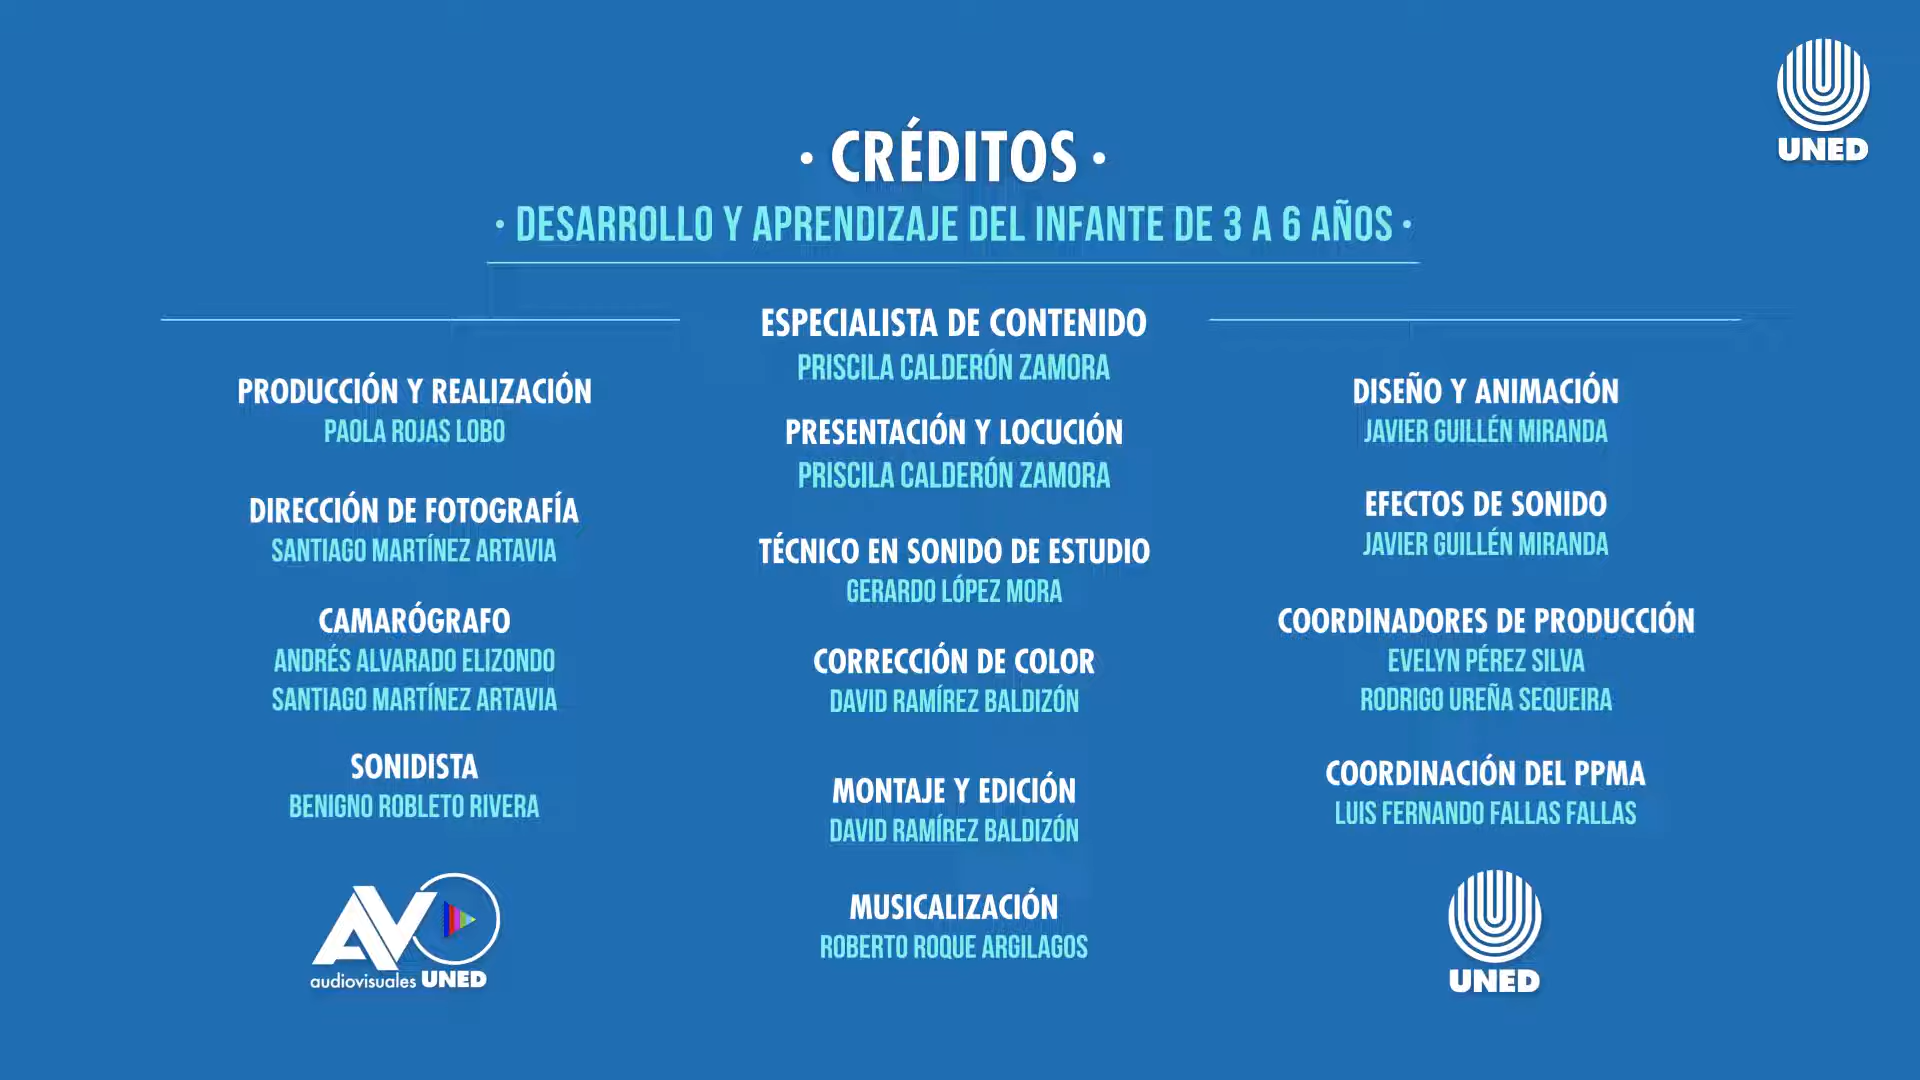 UNED
· CRÉDITOS ·
· DESARROLLO Y APRENDIZAJE DEL INFANTE DE 3 A 6 AÑOS ·
PRODUCCIÓN Y REALIZACIÓN
PAOLA ROJAS LOBO
DIRECCIÓN DE FOTOGRAFÍA
SANTIAGO MARTÍNEZ ARTAVIA
CAMARÓGRAFO
ANDRÉS ALVARADO ELIZONDO
SANTIAGO MARTÍNEZ ARTAVIA
SONIDISTA
BENIGNO ROBLETO RIVERA
AV
audiovisuales UNED
ESPECIALISTA DE CONTENIDO
PRISCILA CALDERÓN ZAMORA
PRESENTACIÓN Y LOCUCIÓN
PRISCILA CALDERÓN ZAMORA
TÉCNICO EN SONIDO DE ESTUDIO
GERARDO LÓPEZ MORA
CORRECCIÓN DE COLOR
DAVID RAMÍREZ BALDIZÓN
MONTAJE Y EDICIÓN
DAVID RAMÍREZ BALDIZÓN
MUSICALIZACIÓN
ROBERTO ROQUE ARGILAGOS
DISEÑO Y ANIMACIÓN
JAVIER GUILLÉN MIRANDA
EFECTOS DE SONIDO
JAVIER GUILLÉN MIRANDA
COORDINADORES DE PRODUCCIÓN
EVELYN PÉREZ SILVA
RODRIGO UREÑA SEQUEIRA
COORDINACIÓN DEL PPMA
LUIS FERNANDO FALLAS FALLAS
UNED